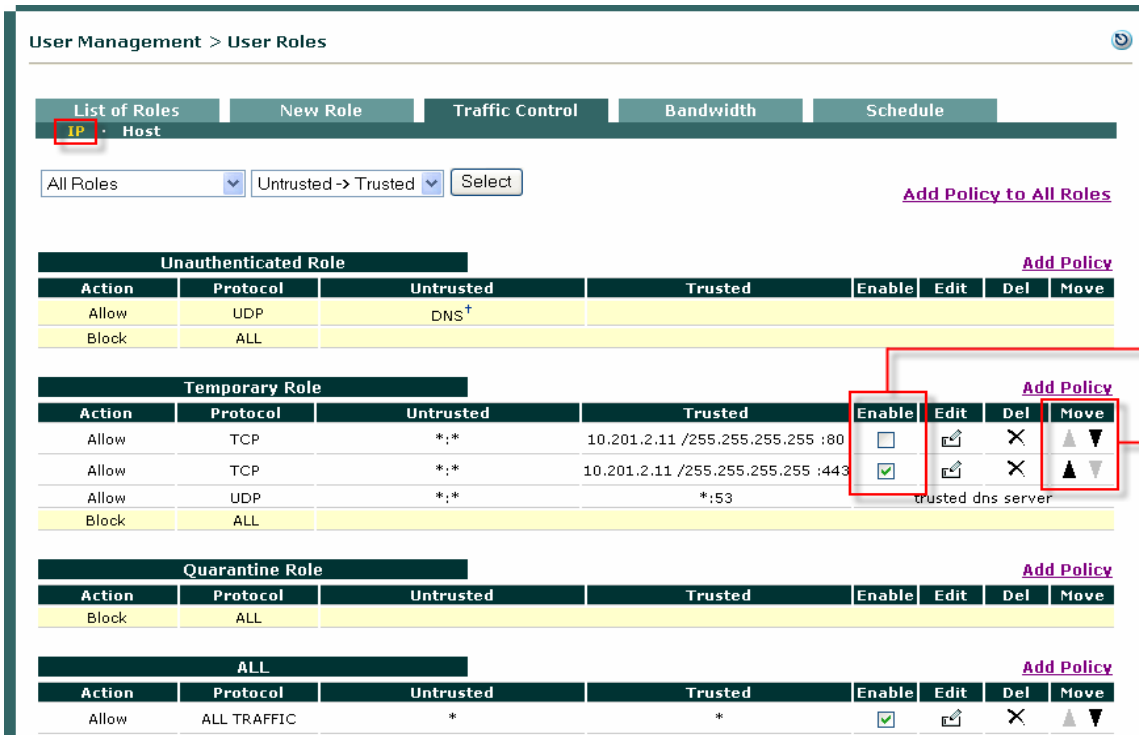 User Management > User Roles
List of Roles New Role Traffic Control Bandwidth Schedule
IP · Host
All Roles Untrusted -> Trusted Select
Add Policy to All Roles
Unauthenticated Role Add Policy
Action Protocol Untrusted Trusted Enable Edit Del Move
Allow UDP DNS†
Block ALL
Temporary Role Add Policy
Action Protocol Untrusted Trusted Enable Edit Del Move
Allow TCP *:* 10.201.2.11 /255.255.255.255 :80
Allow TCP *:* 10.201.2.11 /255.255.255.255 :443
Allow UDP *:* *:53 trusted dns server
Block ALL
Quarantine Role Add Policy
Action Protocol Untrusted Trusted Enable Edit Del Move
Block ALL
ALL Add Policy
Action Protocol Untrusted Trusted Enable Edit Del Move
Allow ALL TRAFFIC * *